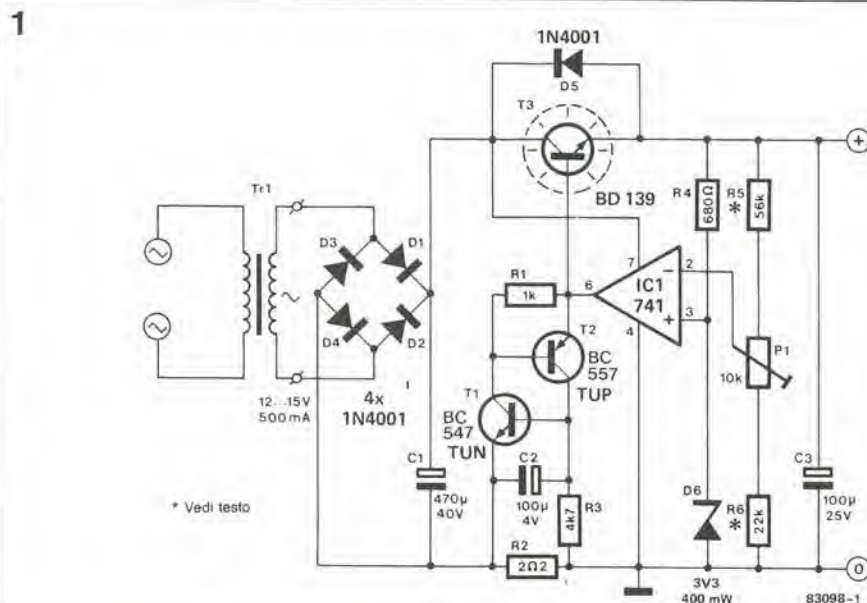 1
1N4001
D5
T3
BD 139
Tr1
D3
D1
D4
D2
12...15V
500 mA
4x
1N4001
R4
680Ω
R5
*
56k
R1
1k
7
6
IC1
741
4
2
−
3
+
T2
BC
557
TUP
P1
10k
T1
BC
547
TUN
C1
470µ
40V
C2
100µ
4V
R3
4k7
D6
R6
*
22k
C3
100µ
25V
* Vedi testo
R2
2Ω2
3V3
400 mW
83098-1
+
0